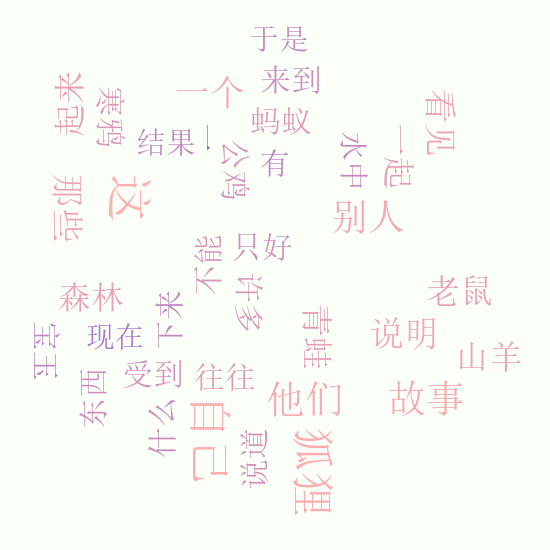 于是
来到
一个
起来
寒鸦
蚂蚁
看见
结果
一
公鸡
有
水中
一起
那些
这
别人
不能
只好
许多
森林
下来
老鼠
王宙
现在
青蛙
说明
山羊
东西
受到
往往
他们
故事
什么
自己
说道
狐狸